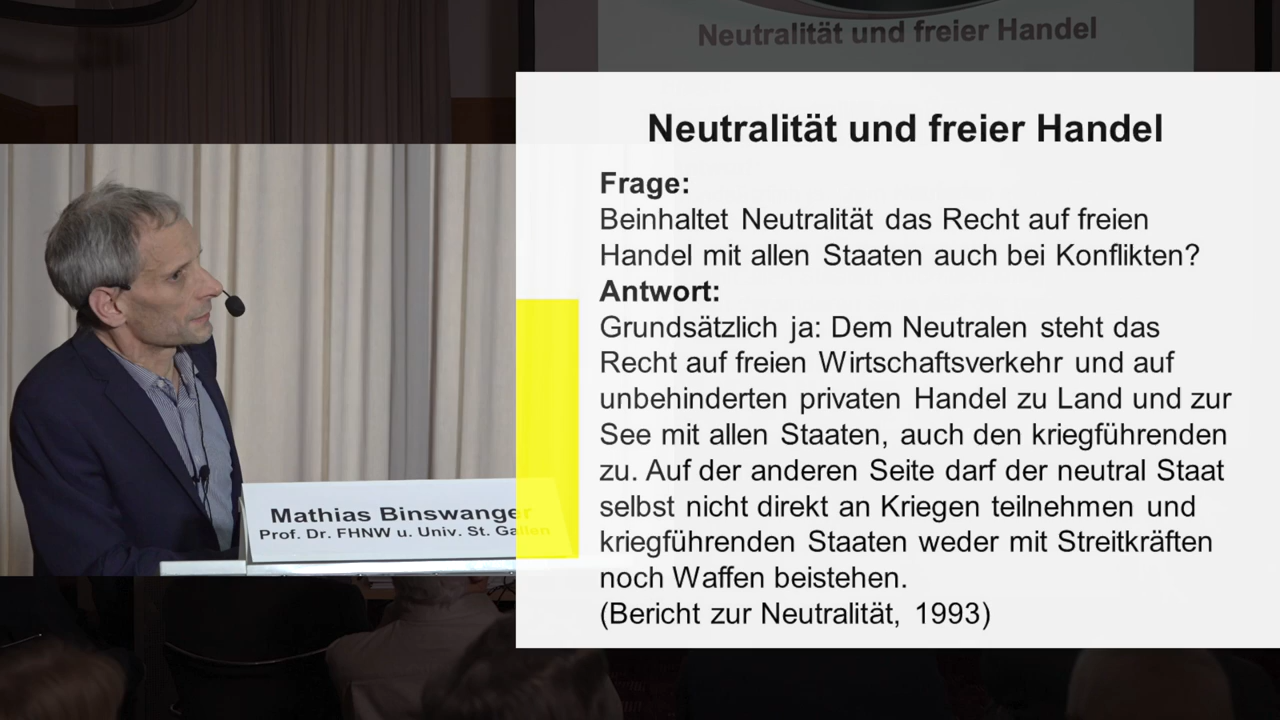 Neutralität und freier Handel
Neutralität und freier Handel
Frage:
Beinhaltet Neutralität das Recht auf freien
Handel mit allen Staaten auch bei Konflikten?
Antwort:
Grundsätzlich ja: Dem Neutralen steht das
Recht auf freien Wirtschaftsverkehr und auf
unbehinderten privaten Handel zu Land und zur
See mit allen Staaten, auch den kriegführenden
zu. Auf der anderen Seite darf der neutral Staat
selbst nicht direkt an Kriegen teilnehmen und
kriegführenden Staaten weder mit Streitkräften
noch Waffen beistehen.
(Bericht zur Neutralität, 1993)
Mathias Binswanger
Prof. Dr. FHNW u. Univ. St. Gallen